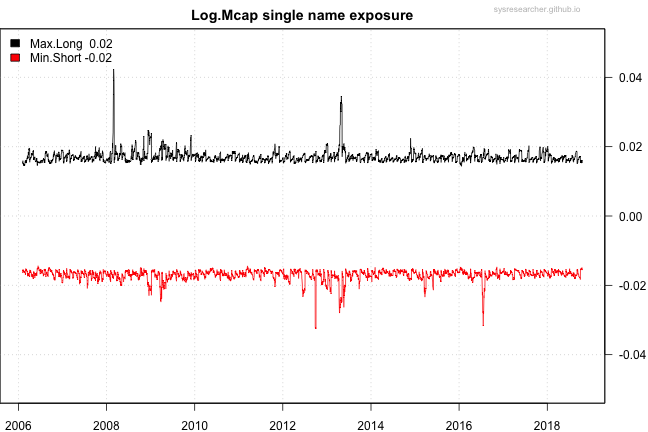 Log.Mcap single name exposure
sysresearcher.github.io
Max.Long 0.02
Min.Short -0.02
0.04
0.02
0.00
-0.02
-0.04
2006 2008 2010 2012 2014 2016 2018